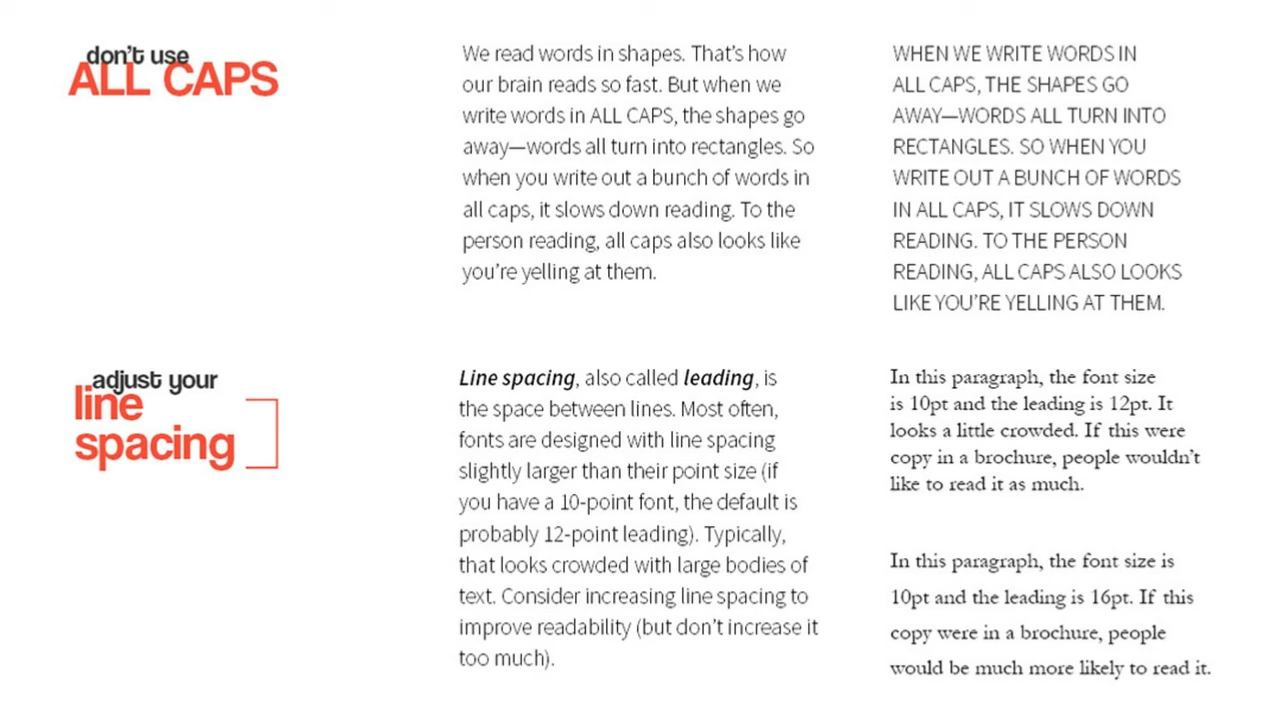 don't use
ALL CAPS
We read words in shapes. That's how
our brain reads so fast. But when we
write words in ALL CAPS, the shapes go
away—words all turn into rectangles. So
when you write out a bunch of words in
all caps, it slows down reading. To the
person reading, all caps also looks like
you're yelling at them.
WHEN WE WRITE WORDS IN
ALL CAPS, THE SHAPES GO
AWAY—WORDS ALL TURN INTO
RECTANGLES. SO WHEN YOU
WRITE OUT A BUNCH OF WORDS
IN ALL CAPS, IT SLOWS DOWN
READING. TO THE PERSON
READING, ALL CAPS ALSO LOOKS
LIKE YOU'RE YELLING AT THEM.
adjust your
line
spacing
Line spacing, also called leading, is
the space between lines. Most often,
fonts are designed with line spacing
slightly larger than their point size (if
you have a 10-point font, the default is
probably 12-point leading). Typically,
that looks crowded with large bodies of
text. Consider increasing line spacing to
improve readability (but don't increase it
too much).
In this paragraph, the font size
is 10pt and the leading is 12pt. It
looks a little crowded. If this were
copy in a brochure, people wouldn't
like to read it as much.
In this paragraph, the font size is
10pt and the leading is 16pt. If this
copy were in a brochure, people
would be much more likely to read it.